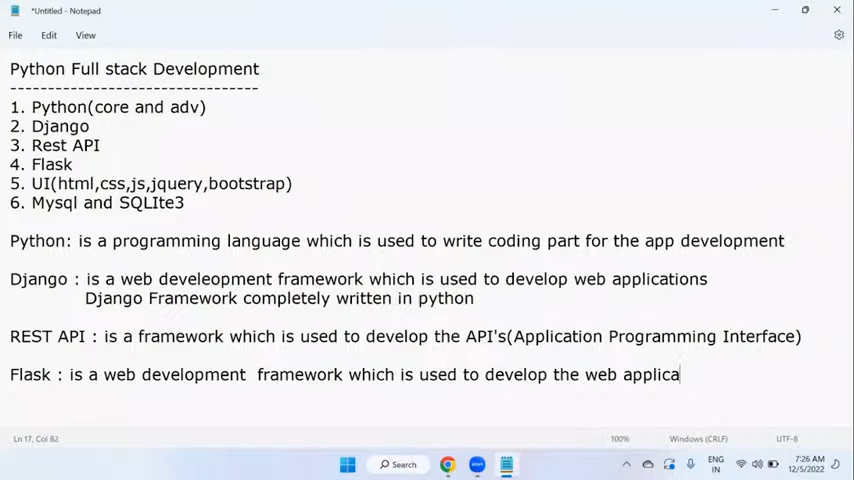 *Untitled - Notepad
File Edit View
Python Full stack Development
---------------------------------
1. Python(core and adv)
2. Django
3. Rest API
4. Flask
5. UI(html,css,js,jquery,bootstrap)
6. Mysql and SQLIte3
Python: is a programming language which is used to write coding part for the app development
Django : is a web develeopment framework which is used to develop web applications
Django Framework completely written in python
REST API : is a framework which is used to develop the API's(Application Programming Interface)
Flask : is a web development  framework which is used to develop the web applica
Ln 17, Col 82 100% Windows (CRLF) UTF-8
Search zoom ENG IN 7:26 AM 12/5/2022